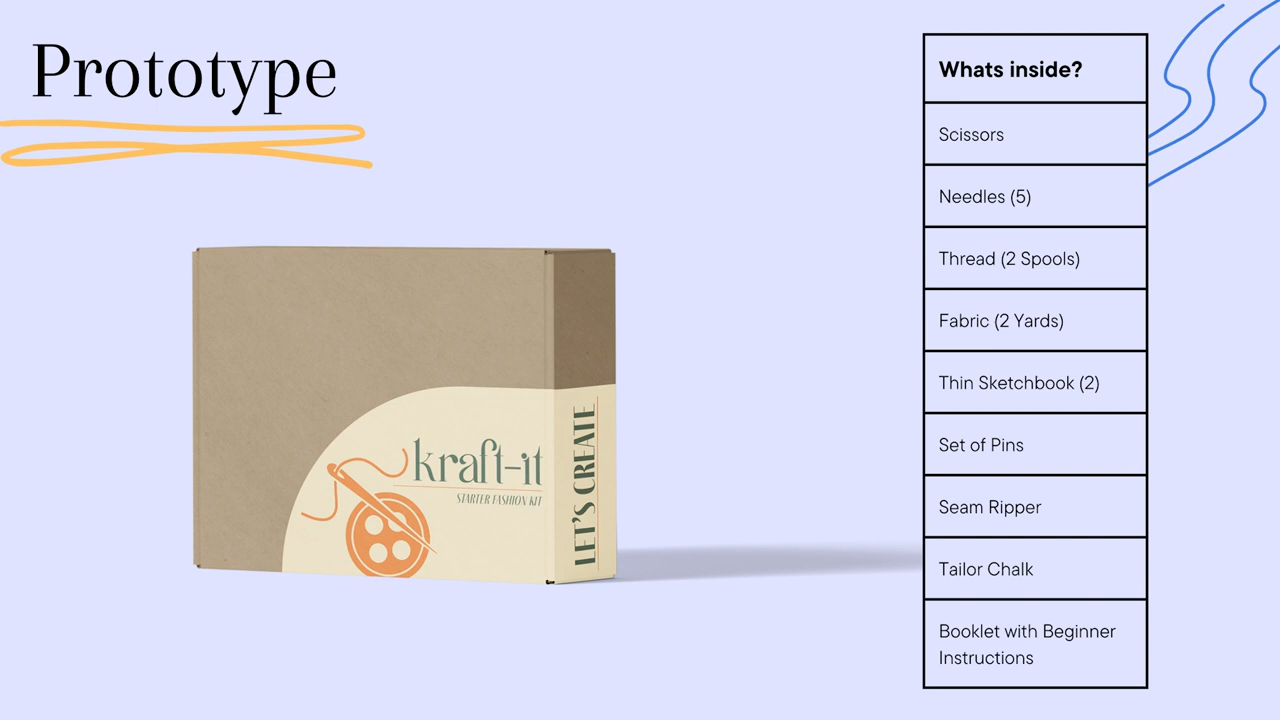 Prototype
kraft-it
STARTER FASHION KIT
LET'S CREATE
Whats inside?
Scissors
Needles (5)
Thread (2 Spools)
Fabric (2 Yards)
Thin Sketchbook (2)
Set of Pins
Seam Ripper
Tailor Chalk
Booklet with Beginner
Instructions